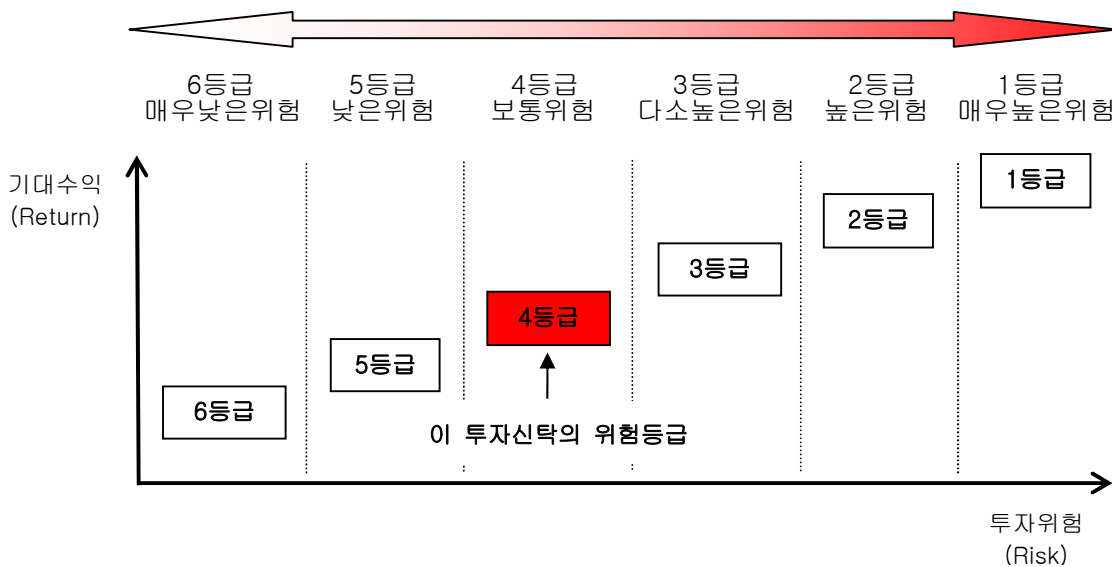 6등급 5등급 4등급 3등급 2등급 1등급
매우낮은위험 낮은위험 보통위험 다소높은위험 높은위험 매우높은위험
기대수익
(Return)
1등급
2등급
3등급
4등급
5등급
6등급
이 투자신탁의 위험등급
투자위험
(Risk)